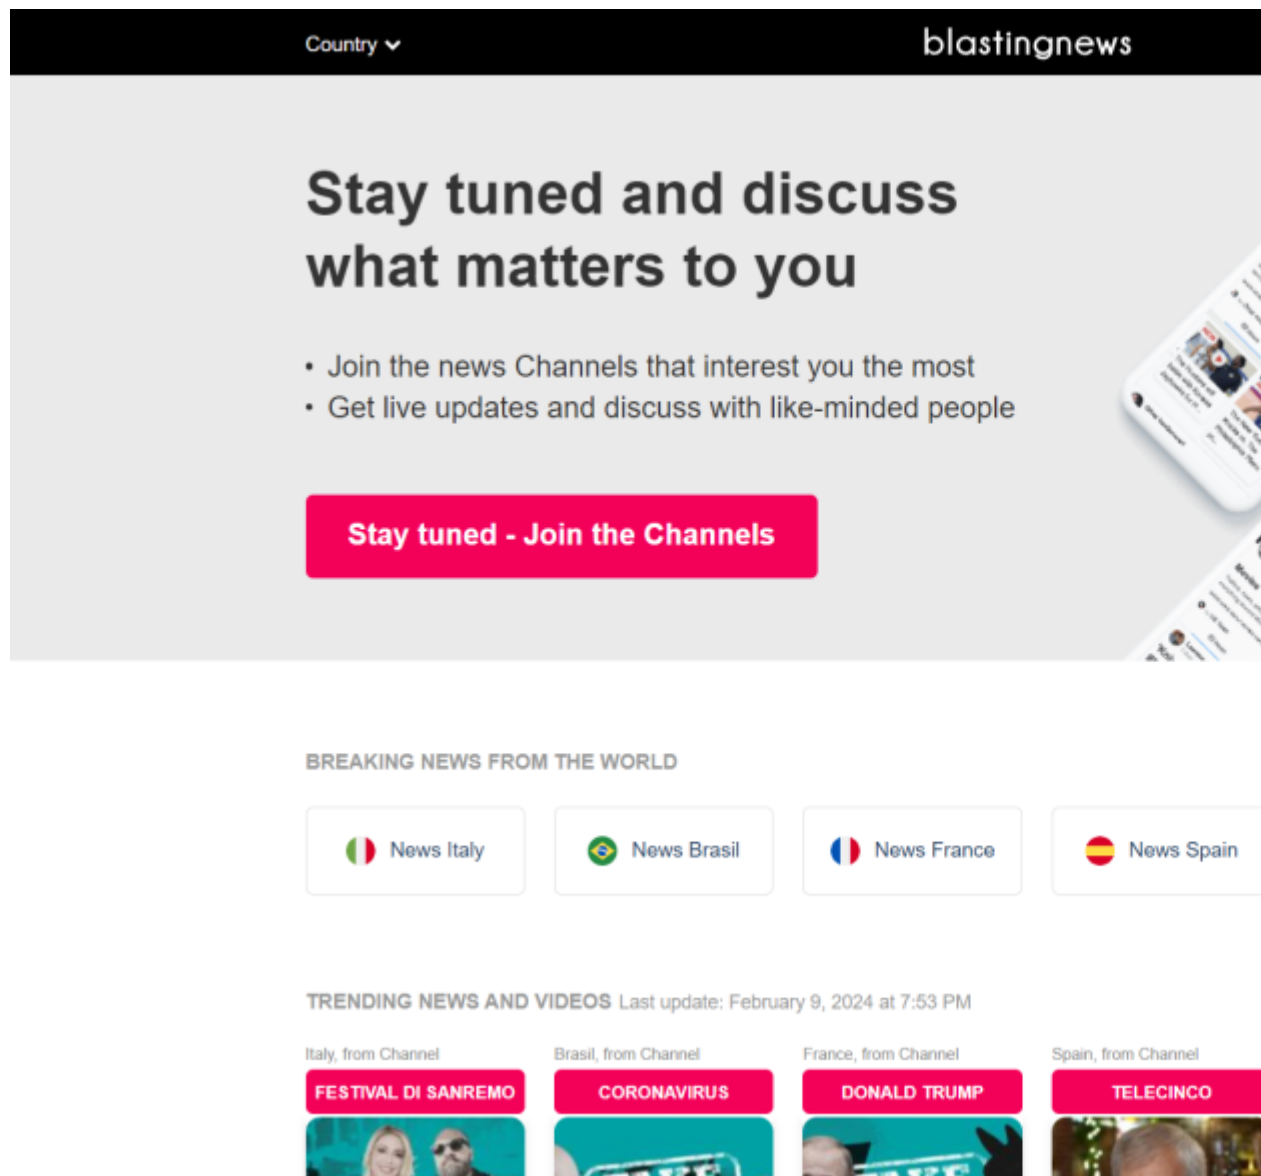 Country
blastingnews
Stay tuned and discuss
what matters to you
• Join the news Channels that interest you the most
• Get live updates and discuss with like-minded people
Stay tuned - Join the Channels
BREAKING NEWS FROM THE WORLD
News Italy
News Brasil
News France
News Spain
TRENDING NEWS AND VIDEOS Last update: February 9, 2024 at 7:53 PM
Italy, from Channel
Brasil, from Channel
France, from Channel
Spain, from Channel
FESTIVAL DI SANREMO
CORONAVIRUS
DONALD TRUMP
TELECINCO